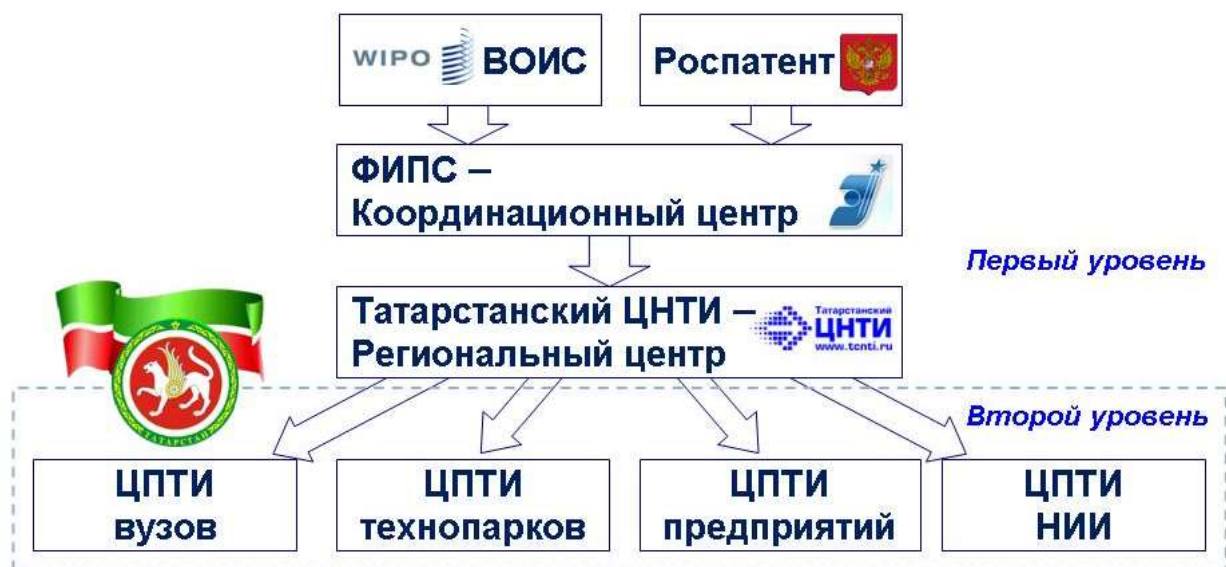 WIPO ВОИС
Роспатент
ФИПС –
Координационный центр
Первый уровень
Татарстанский ЦНТИ –
Региональный центр
Татарстанский
ЦНТИ
www.tcnti.ru
ТАТАРСТАН
Второй уровень
ЦПТИ
вузов
ЦПТИ
технопарков
ЦПТИ
предприятий
ЦПТИ
НИИ